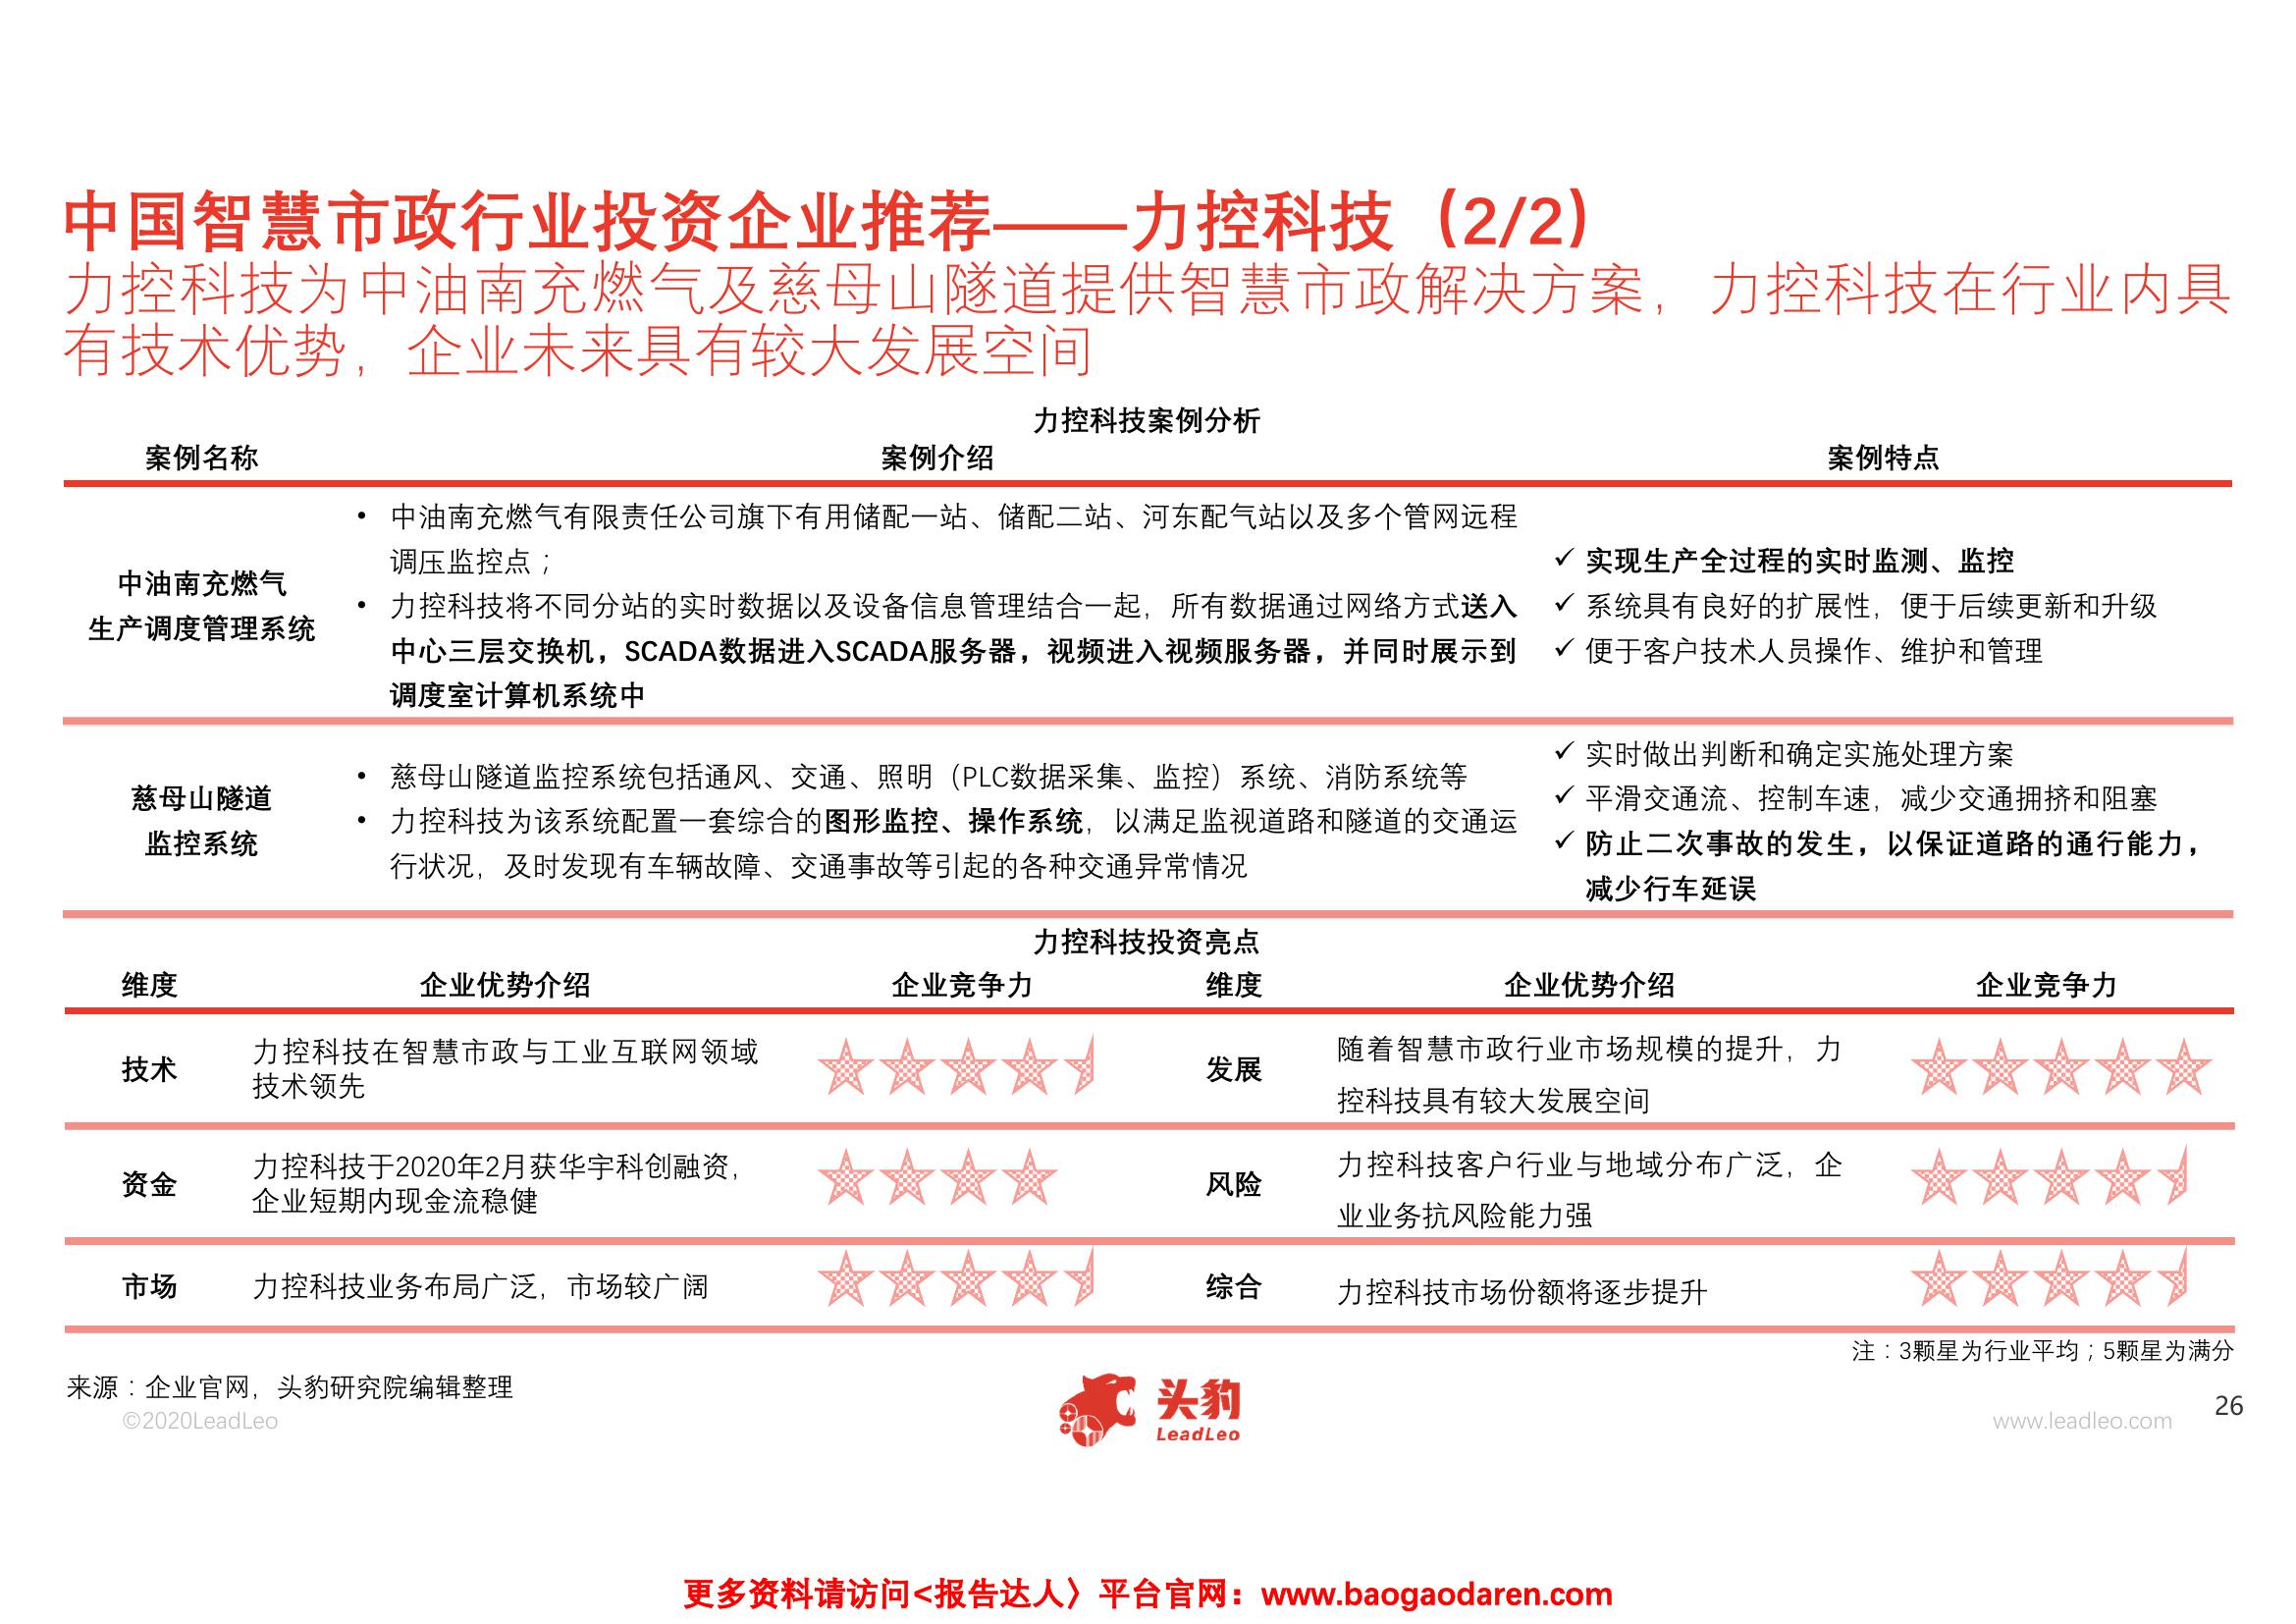 中国智慧市政行业投资企业推荐——力控科技（2/2）
力控科技为中油南充燃气及慈母山隧道提供智慧市政解决方案，力控科技在行业内具
有技术优势，企业未来具有较大发展空间
力控科技案例分析
案例名称 案例介绍 案例特点
中油南充燃气
生产调度管理系统
• 中油南充燃气有限责任公司旗下有用储配一站、储配二站、河东配气站以及多个管网远程
调压监控点；
• 力控科技将不同分站的实时数据以及设备信息管理结合一起，所有数据通过网络方式送入
中心三层交换机，SCADA数据进入SCADA服务器，视频进入视频服务器，并同时展示到
调度室计算机系统中
✓ 实现生产全过程的实时监测、监控
✓ 系统具有良好的扩展性，便于后续更新和升级
✓ 便于客户技术人员操作、维护和管理
慈母山隧道
监控系统
• 慈母山隧道监控系统包括通风、交通、照明（PLC数据采集、监控）系统、消防系统等
• 力控科技为该系统配置一套综合的图形监控、操作系统，以满足监视道路和隧道的交通运
行状况，及时发现有车辆故障、交通事故等引起的各种交通异常情况
✓ 实时做出判断和确定实施处理方案
✓ 平滑交通流、控制车速，减少交通拥挤和阻塞
✓ 防止二次事故的发生，以保证道路的通行能力，
减少行车延误
力控科技投资亮点
维度 企业优势介绍 企业竞争力 维度 企业优势介绍 企业竞争力
技术
力控科技在智慧市政与工业互联网领域
技术领先
发展
随着智慧市政行业市场规模的提升，力
控科技具有较大发展空间
资金
力控科技于2020年2月获华宇科创融资，
企业短期内现金流稳健
风险
力控科技客户行业与地域分布广泛，企
业业务抗风险能力强
市场
力控科技业务布局广泛，市场较广阔
综合
力控科技市场份额将逐步提升
注：3颗星为行业平均；5颗星为满分
来源：企业官网，头豹研究院编辑整理
©2020LeadLeo
头豹
LeadLeo
www.leadleo.com
26
更多资料请访问<报告达人〉平台官网：www.baogaodaren.com